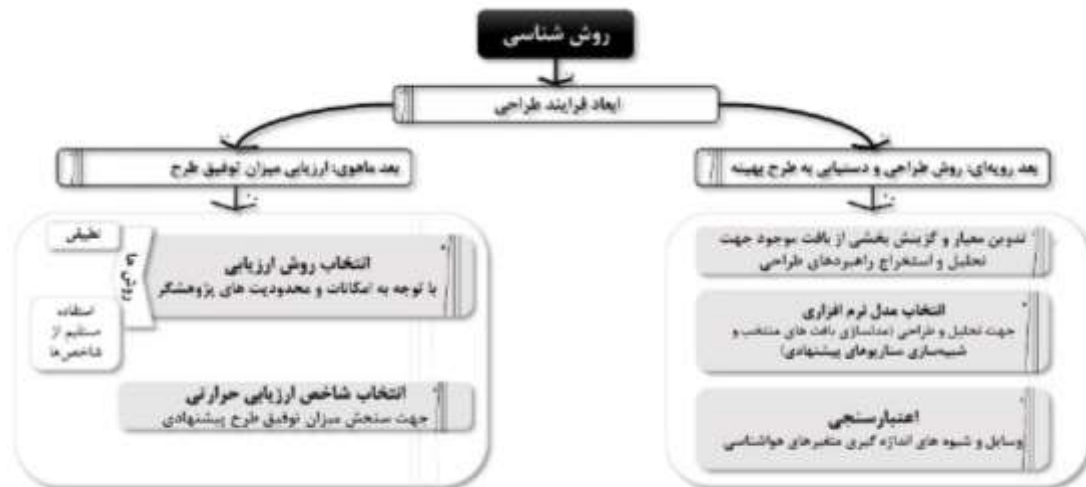 روش شناسی
ابعاد فرایند طراحی
بعد رویه‌ای: روش طراحی و دستیابی به طرح بهینه
تدوین معیار و گزینش بخشی از بافت موجود جهت
تحلیل و استخراج راهبردهای طراحی
انتخاب مدل نرم افزاری
جهت تحلیل و طراحی (مدلسازی بافت های منتخب و
شبیه‌سازی سناریوهای پیشنهادی)
اعتبارسنجی
وسایل و شیوه های اندازه گیری متغیرهای هواشناسی
بعد ماهوی: ارزیابی میزان توفیق طرح
انتخاب روش ارزیابی
با توجه به امکانات و محدودیت های پژوهشگر
روش ها
تطبیقی
استفاده
مستقیم از
شاخص‌ها
انتخاب شاخص ارزیابی حرارتی
جهت سنجش میزان توفیق طرح پیشنهادی